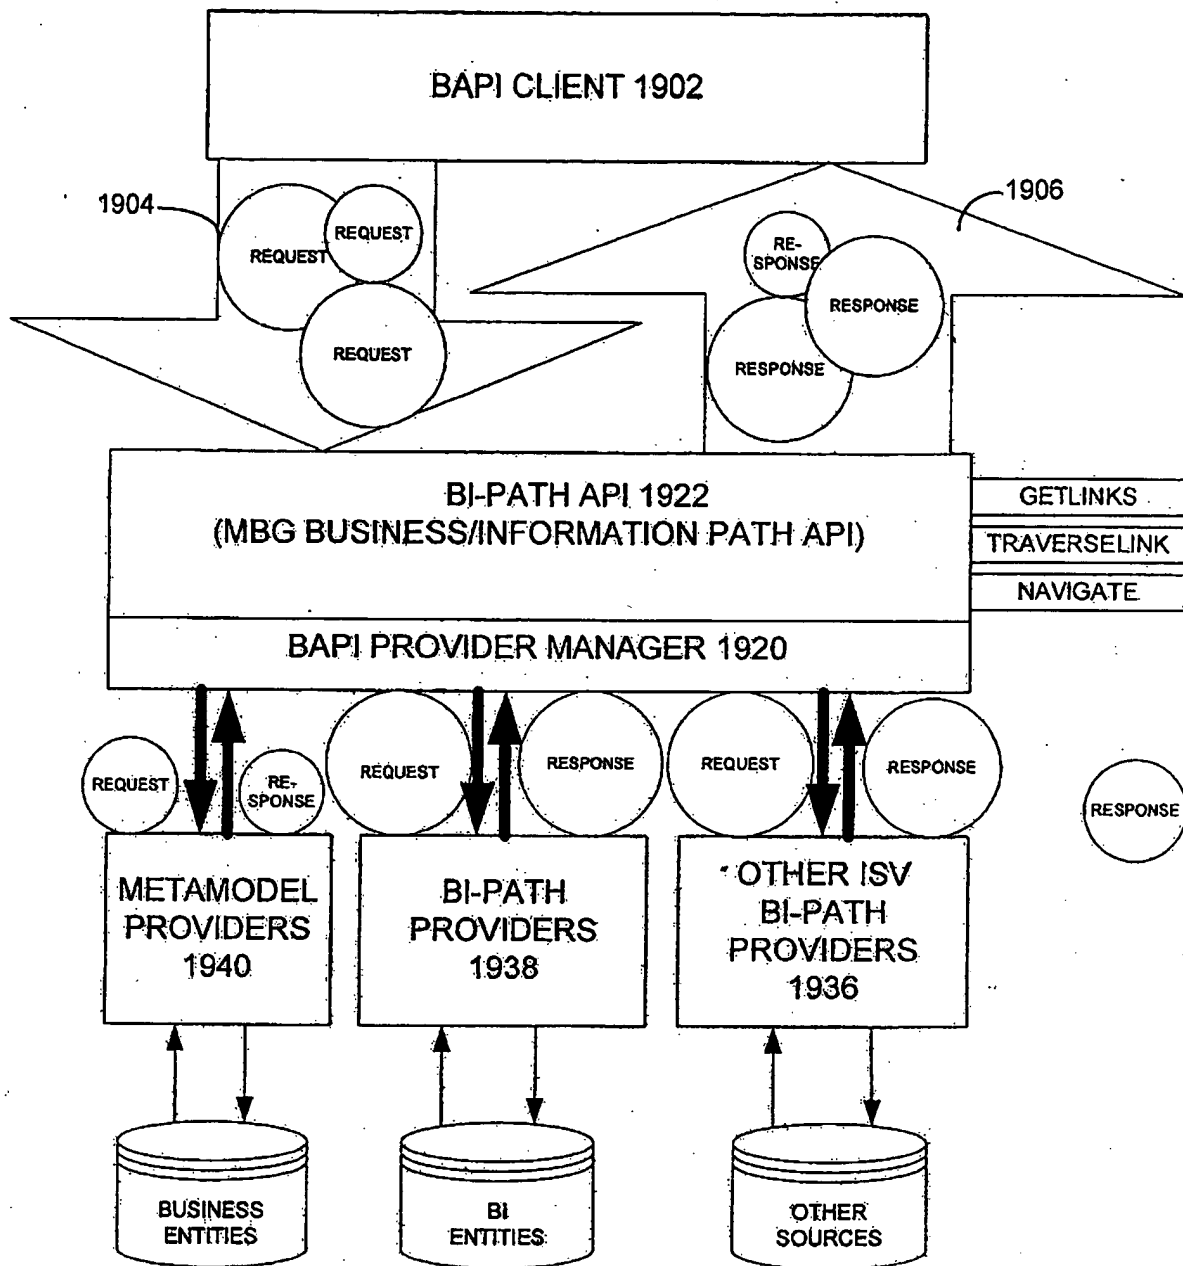 BAPI CLIENT 1902
1904
1906
REQUEST
REQUEST
REQUEST
RE-
SPONSE
RESPONSE
RESPONSE
BI-PATH API 1922
(MBG BUSINESS/INFORMATION PATH API)
GETLINKS
TRAVERSELINK
NAVIGATE
BAPI PROVIDER MANAGER 1920
REQUEST
RE-
SPONSE
REQUEST
RESPONSE
REQUEST
RESPONSE
RESPONSE
METAMODEL
PROVIDERS
1940
BI-PATH
PROVIDERS
1938
OTHER ISV
BI-PATH
PROVIDERS
1936
BUSINESS
ENTITIES
BI
ENTITIES
OTHER
SOURCES